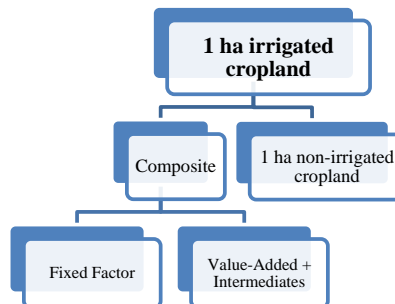 1 ha irrigated
cropland
Composite
1 ha non-irrigated
cropland
Fixed Factor
Value-Added +
Intermediates